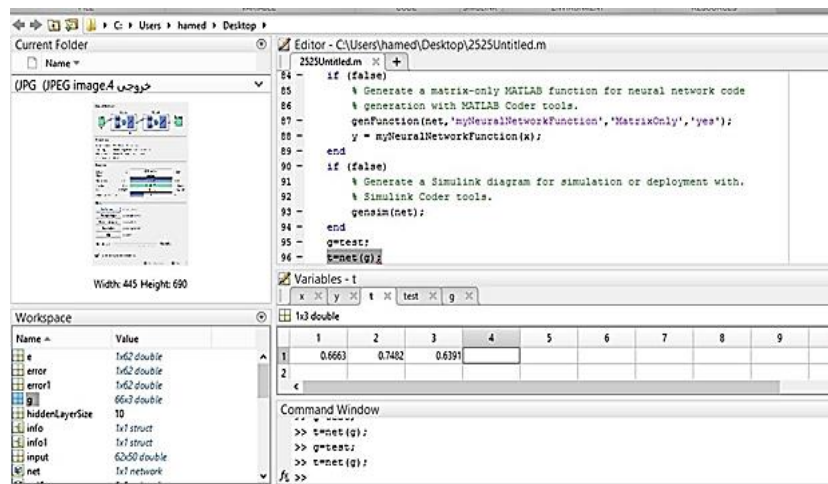 C: Users hamed Desktop
Current Folder
Name
(JPG (JPEG image.4خروجی
Width: 445 Height: 690
Workspace
Name Value
e 1x62 double
error 1x62 double
error1 1x62 double
g 66x3 double
hiddenLayerSize 10
info 1x1 struct
info1 1x1 struct
input 62x50 double
net 1x1 network
Editor - C:\Users\hamed\Desktop\2525Untitled.m
2525Untitled.m
84 - if (false)
85 % Generate a matrix-only MATLAB function for neural network code
86 % generation with MATLAB Coder tools.
87 - genFunction(net,'myNeuralNetworkFunction','MatrixOnly','yes');
88 - y = myNeuralNetworkFunction(x);
89 - end
90 - if (false)
91 % Generate a Simulink diagram for simulation or deployment with.
92 % Simulink Coder tools.
93 - gensim(net);
94 - end
95 - g=test;
96 - t=net(g);
Variables - t
x y t test g
1x3 double
1 2 3 4 5 6 7 8 9
1 0.6663 0.7482 0.6391
2
Command Window
>> t=net(g);
>> g=test;
>> t=net(g);
fx >>